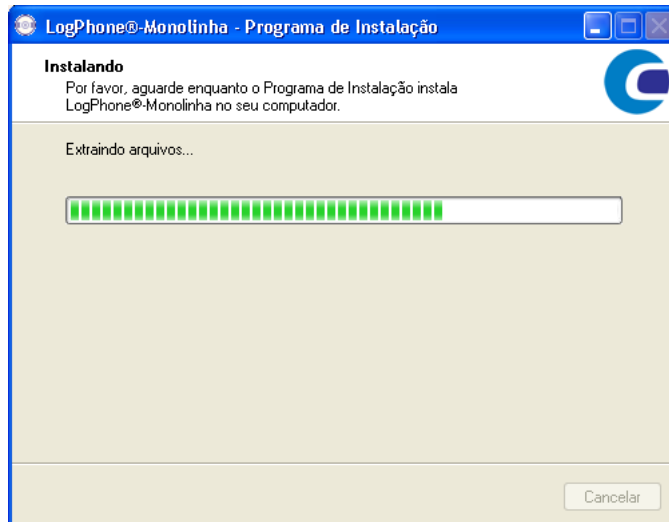 LogPhone®-Monolinha - Programa de Instalação
Instalando
Por favor, aguarde enquanto o Programa de Instalação instala
LogPhone®-Monolinha no seu computador.
Extraindo arquivos...
Cancelar